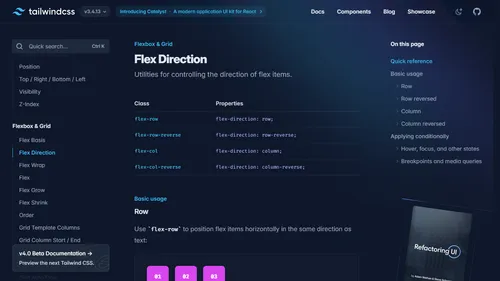 tailwindcss
v3.4.13
Introducing Catalyst · A modern application UI kit for React
Docs
Components
Blog
Showcase
Quick search...
Ctrl K
Position
Top / Right / Bottom / Left
Visibility
Z-Index
Flexbox & Grid
Flex Basis
Flex Direction
Flex Wrap
Flex
Flex Grow
Flex Shrink
Order
Grid Template Columns
Grid Column Start / End
v4.0 Beta Documentation →
Preview the next Tailwind CSS.
Flexbox & Grid
Flex Direction
Utilities for controlling the direction of flex items.
Class Properties
flex-row flex-direction: row;
flex-row-reverse flex-direction: row-reverse;
flex-col flex-direction: column;
flex-col-reverse flex-direction: column-reverse;
Basic usage
Row
Use `flex-row` to position flex items horizontally in the same direction as
text:
01
02
03
On this page
Quick reference
Basic usage
Row
Row reversed
Column
Column reversed
Applying conditionally
Hover, focus, and other states
Breakpoints and media queries
Refactoring UI